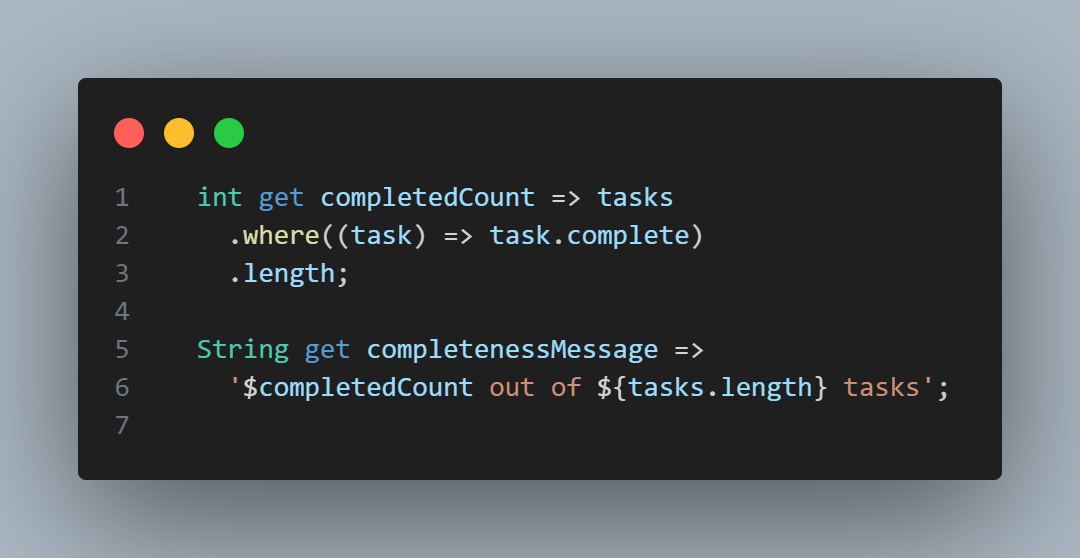 1    int get completedCount => tasks
2      .where((task) => task.complete)
3      .length;
4
5    String get completenessMessage =>
6      '$completedCount out of ${tasks.length} tasks';
7